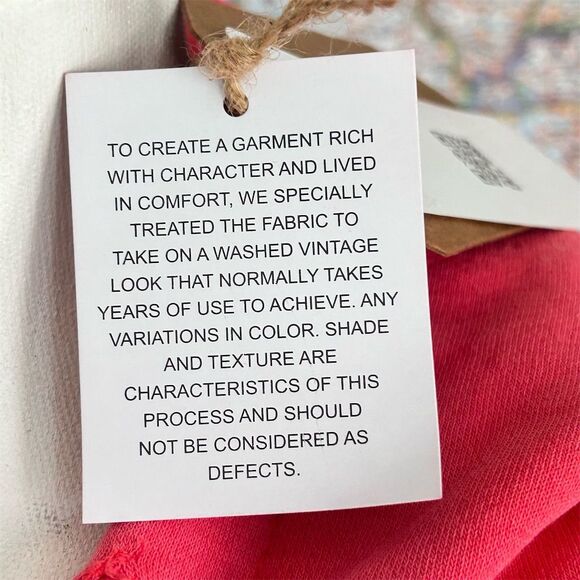 TO CREATE A GARMENT RICH
WITH CHARACTER AND LIVED
IN COMFORT, WE SPECIALLY
TREATED THE FABRIC TO
TAKE ON A WASHED VINTAGE
LOOK THAT NORMALLY TAKES
YEARS OF USE TO ACHIEVE. ANY
VARIATIONS IN COLOR. SHADE
AND TEXTURE ARE
CHARACTERISTICS OF THIS
PROCESS AND SHOULD
NOT BE CONSIDERED AS
DEFECTS.